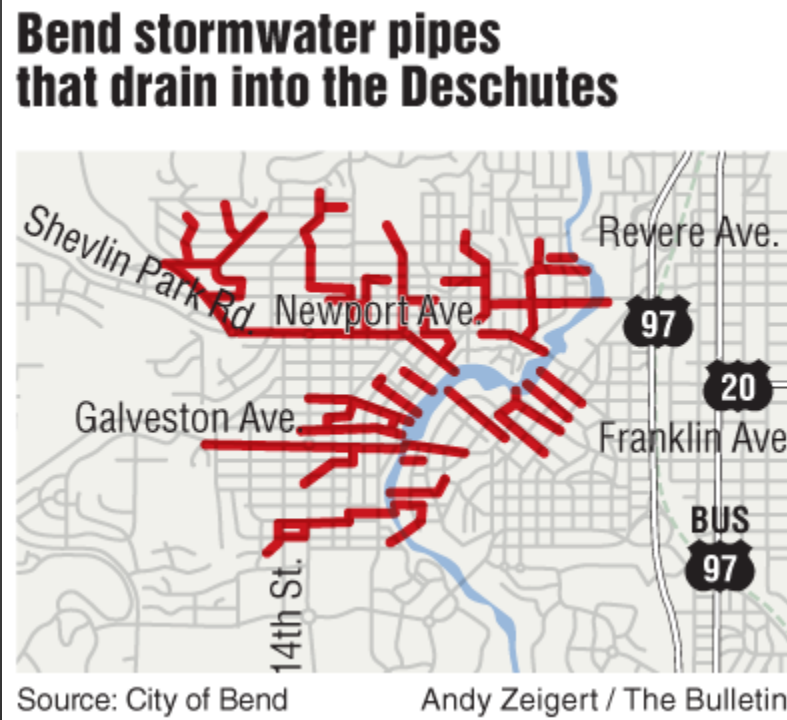 Bend stormwater pipes
that drain into the Deschutes
Shevlin Park Rd.
Revere Ave.
Newport Ave.
97
20
Galveston Ave.
Franklin Ave
BUS
97
14th St.
Source: City of Bend
Andy Zeigert / The Bulletin